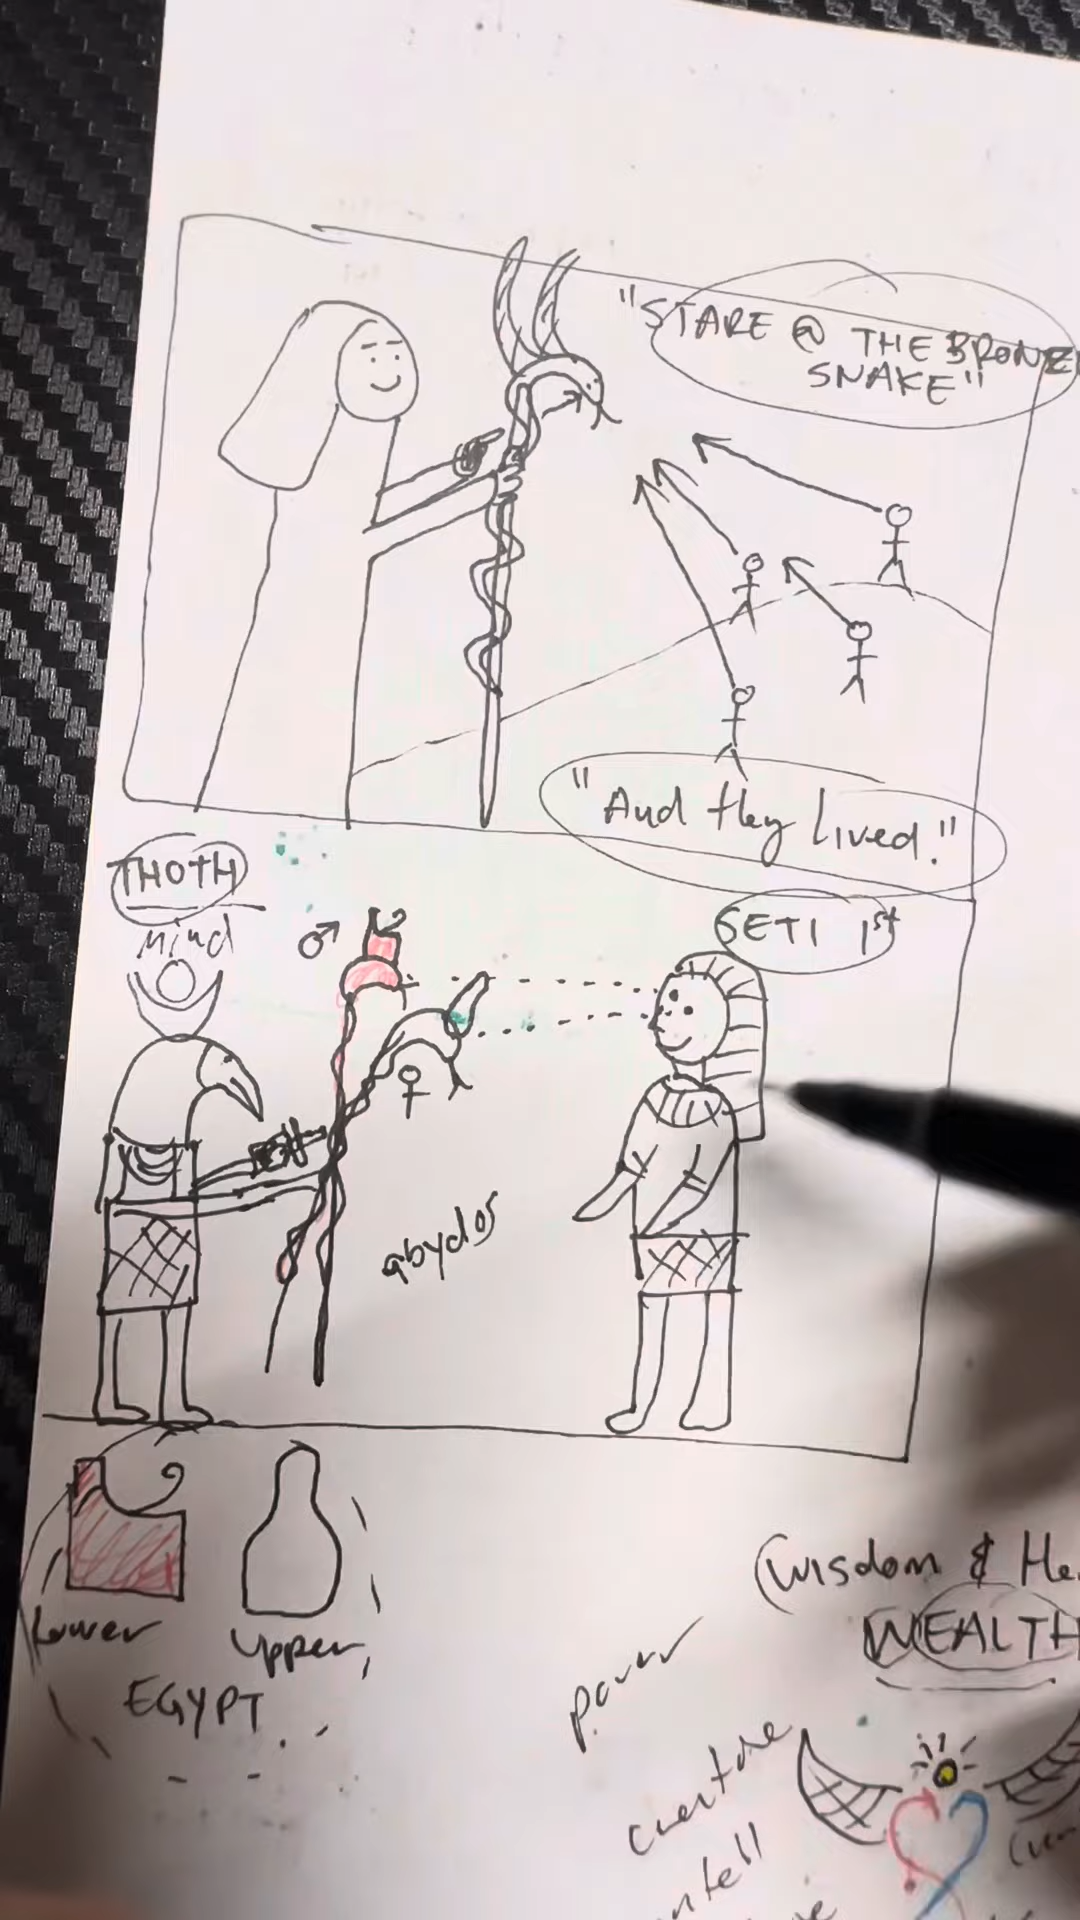 "STARE @ THE BRONZE
SNAKE"
"And they lived."
THOTH
Mind
♂
SETI 1st
♀
abydos
Lower
Upper
EGYPT
Wisdom & He
WEALTH
power